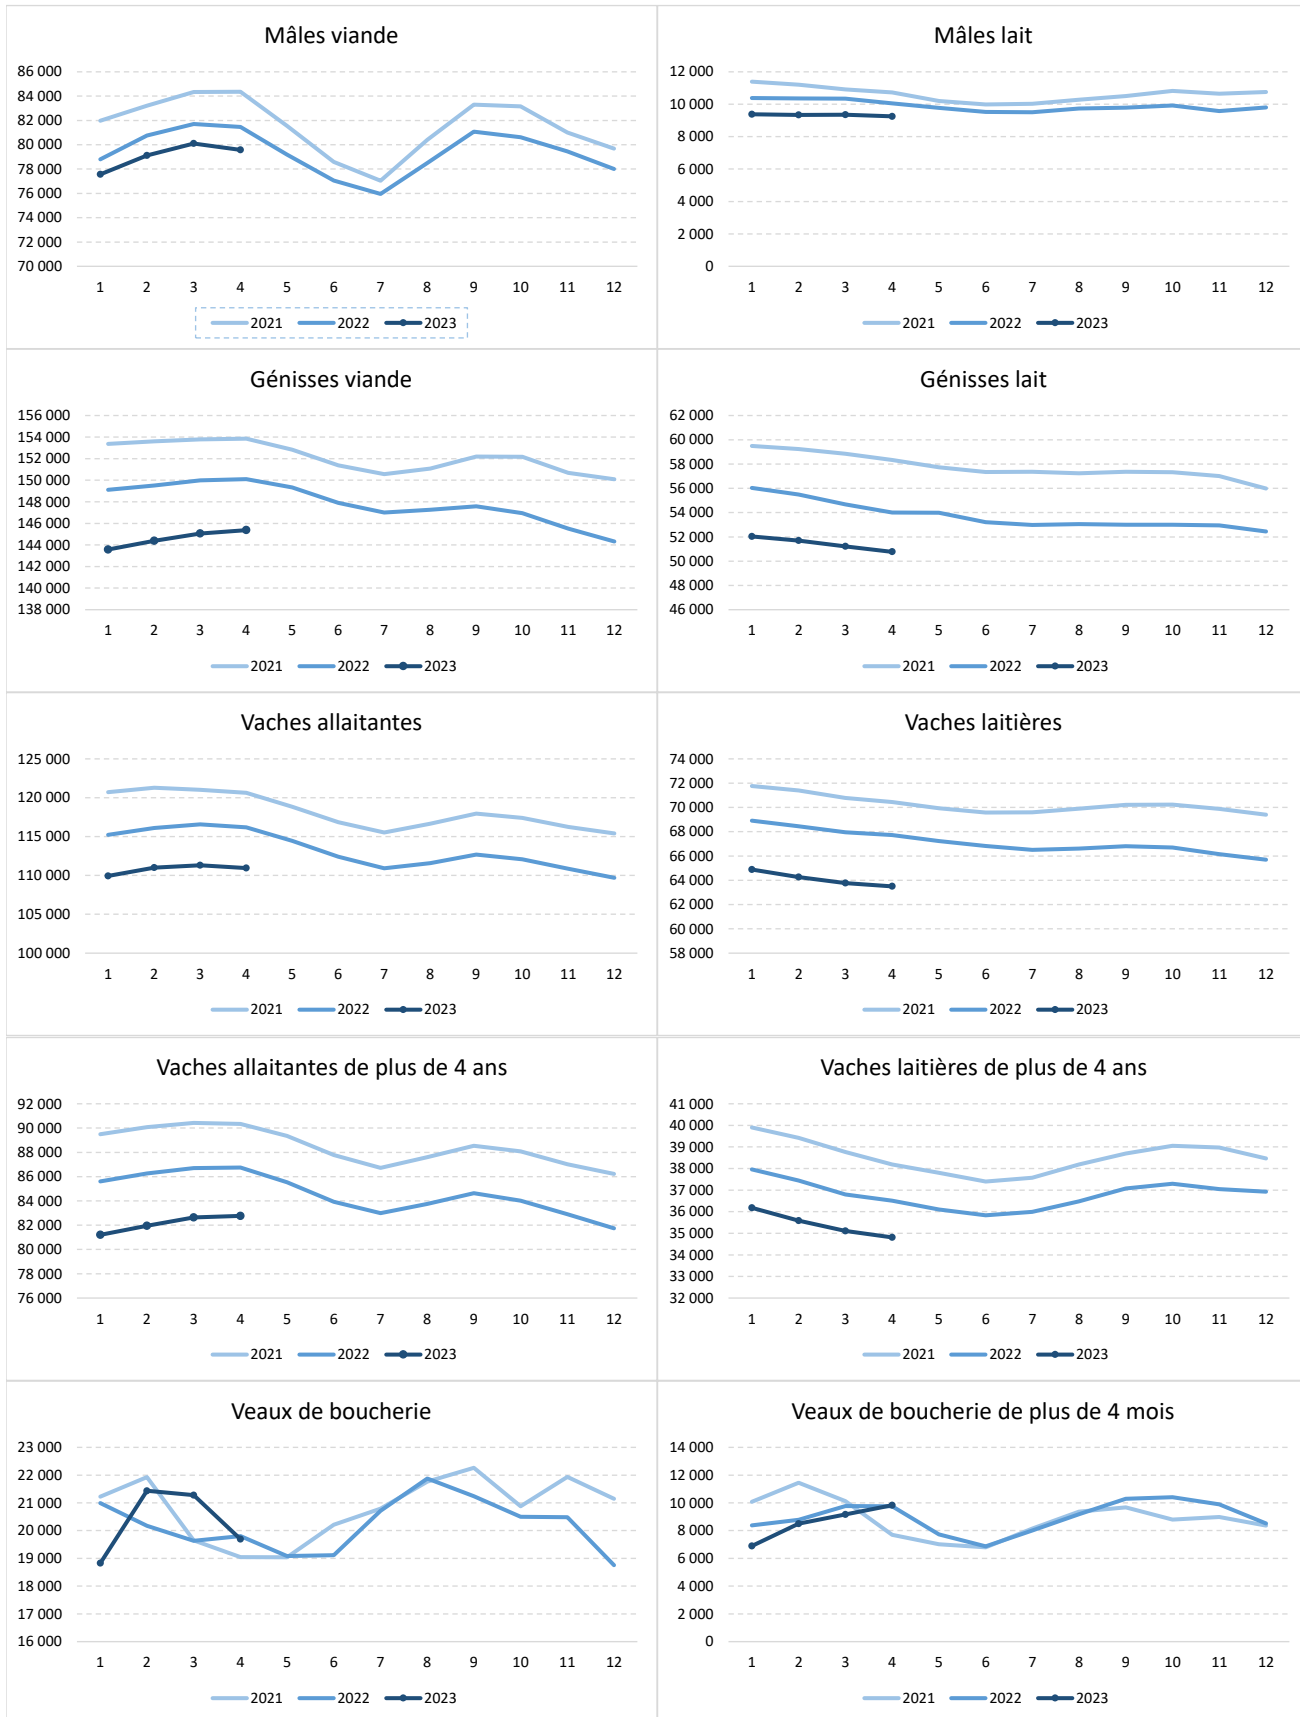 Mâles viande
86 000
84 000
82 000
80 000
78 000
76 000
74 000
72 000
70 000
1 2 3 4 5 6 7 8 9 10 11 12
2021 2022 2023
Mâles lait
12 000
10 000
8 000
6 000
4 000
2 000
0
1 2 3 4 5 6 7 8 9 10 11 12
2021 2022 2023
Génisses viande
156 000
154 000
152 000
150 000
148 000
146 000
144 000
142 000
140 000
138 000
1 2 3 4 5 6 7 8 9 10 11 12
2021 2022 2023
Génisses lait
62 000
60 000
58 000
56 000
54 000
52 000
50 000
48 000
46 000
1 2 3 4 5 6 7 8 9 10 11 12
2021 2022 2023
Vaches allaitantes
125 000
120 000
115 000
110 000
105 000
100 000
1 2 3 4 5 6 7 8 9 10 11 12
2021 2022 2023
Vaches laitières
74 000
72 000
70 000
68 000
66 000
64 000
62 000
60 000
58 000
1 2 3 4 5 6 7 8 9 10 11 12
2021 2022 2023
Vaches allaitantes de plus de 4 ans
92 000
90 000
88 000
86 000
84 000
82 000
80 000
78 000
76 000
1 2 3 4 5 6 7 8 9 10 11 12
2021 2022 2023
Vaches laitières de plus de 4 ans
41 000
40 000
39 000
38 000
37 000
36 000
35 000
34 000
33 000
32 000
1 2 3 4 5 6 7 8 9 10 11 12
2021 2022 2023
Veaux de boucherie
23 000
22 000
21 000
20 000
19 000
18 000
17 000
16 000
1 2 3 4 5 6 7 8 9 10 11 12
2021 2022 2023
Veaux de boucherie de plus de 4 mois
14 000
12 000
10 000
8 000
6 000
4 000
2 000
0
1 2 3 4 5 6 7 8 9 10 11 12
2021 2022 2023